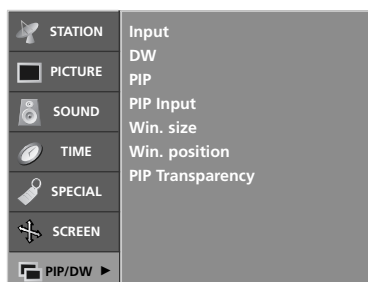 STATION
PICTURE
SOUND
TIME
SPECIAL
SCREEN
PIP/DW ►
Input
DW
PIP
PIP Input
Win. size
Win. position
PIP Transparency